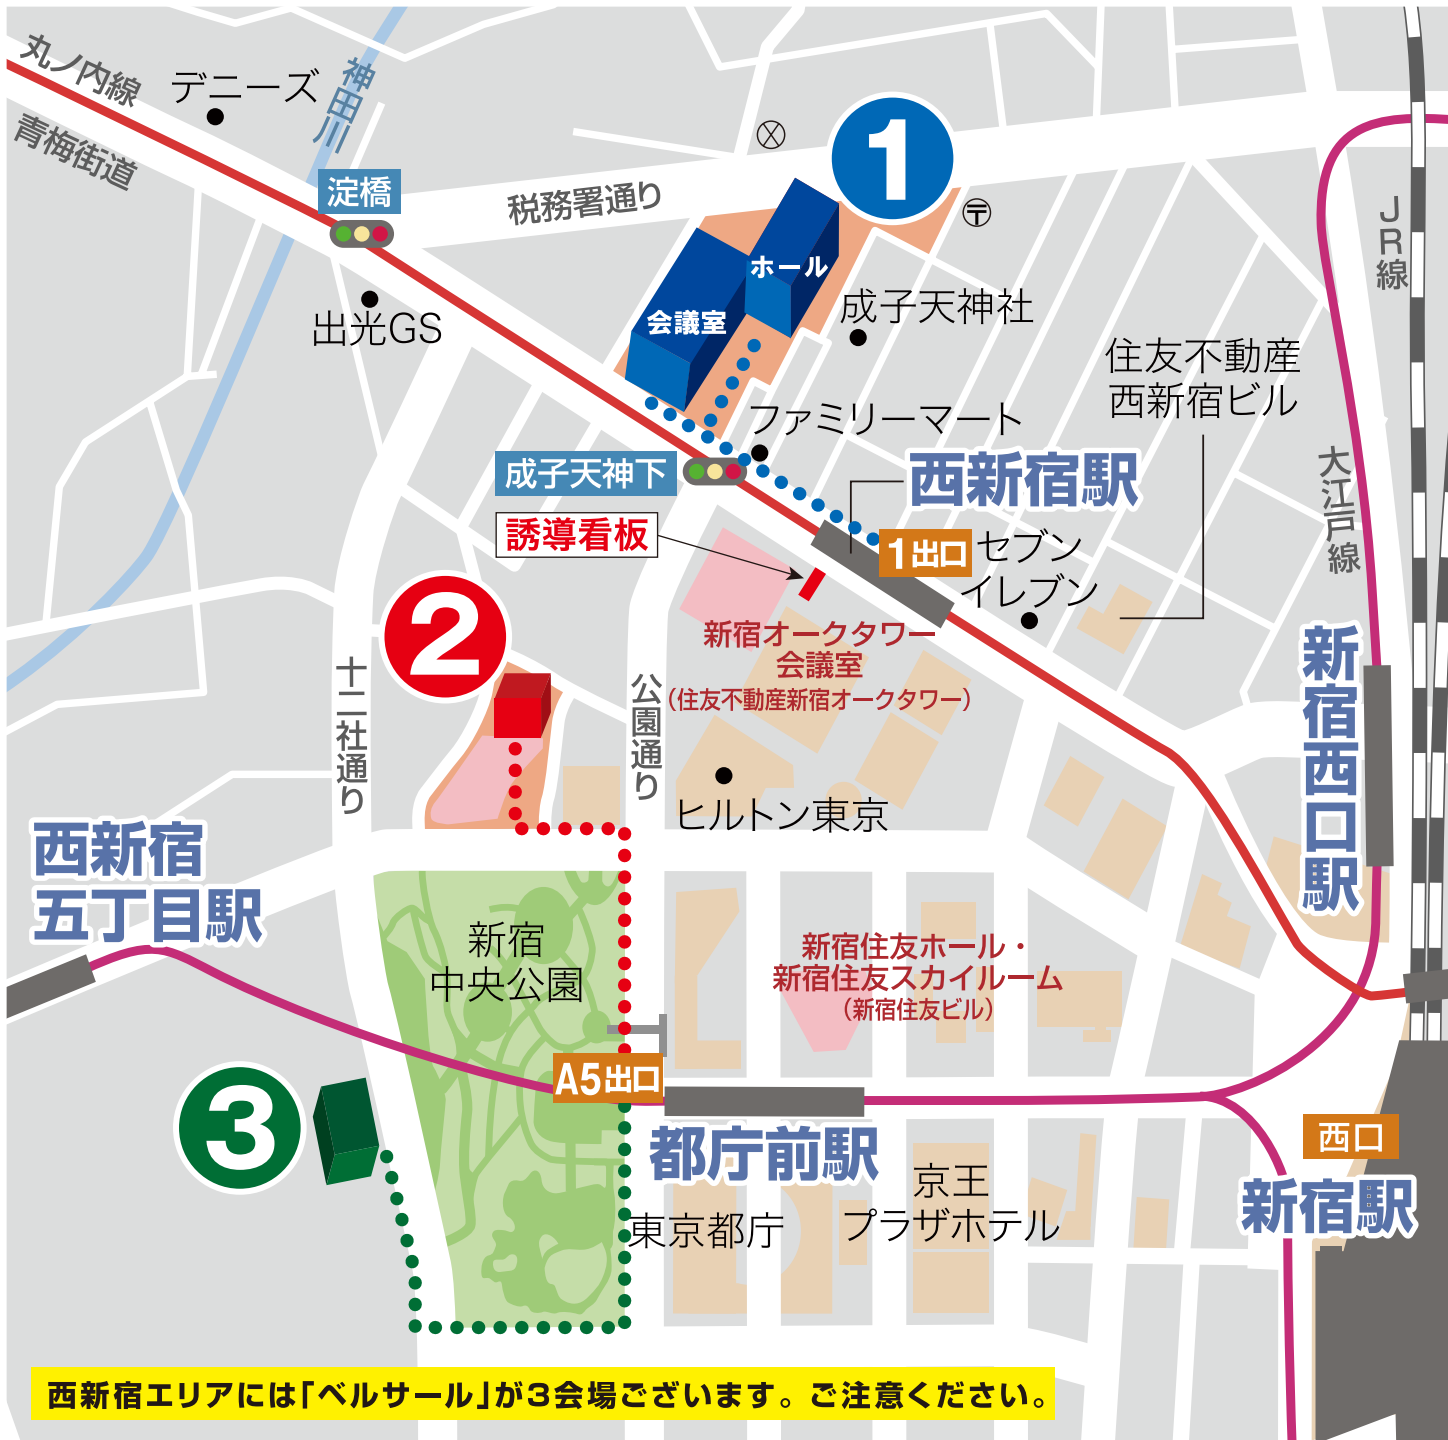 丸ノ内線
青梅街道
デニーズ
神田川
淀橋
税務署通り
1
〒
JR線
ホール
会議室
出光GS
成子天神社
住友不動産
西新宿ビル
ファミリーマート
成子天神下
西新宿駅
誘導看板
1出口
セブン
イレブン
大江戸線
2
新宿オークタワー
会議室
(住友不動産新宿オークタワー)
十二社通り
公園通り
新宿西口駅
ヒルトン東京
西新宿
五丁目駅
新宿
中央公園
新宿住友ホール・
新宿住友スカイルーム
(新宿住友ビル)
A5出口
3
都庁前駅
西口
新宿駅
東京都庁
京王
プラザホテル
西新宿エリアには「ベルサール」が3会場ございます。ご注意ください。